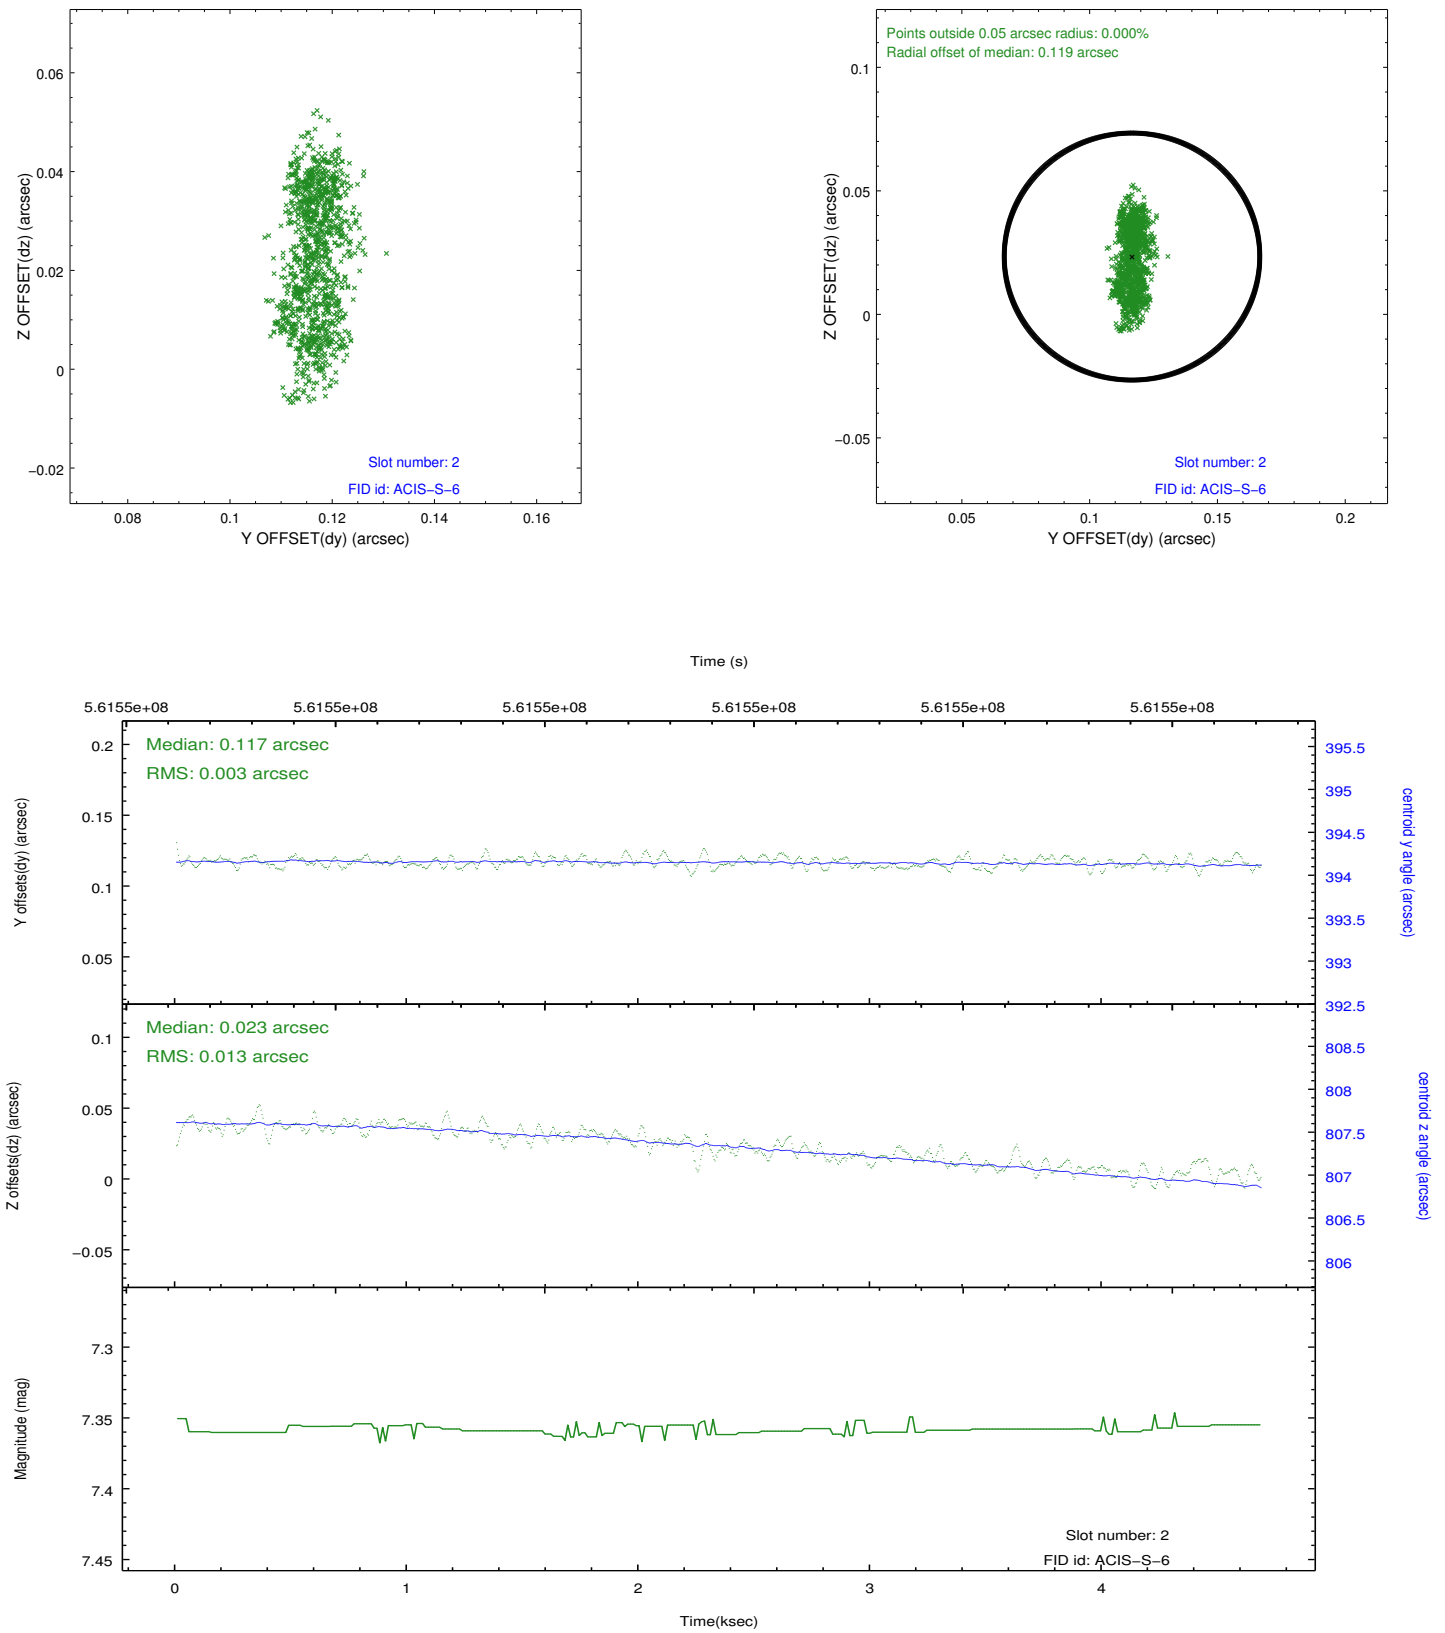 0.06
0.04
0.02
0
−0.02
Z OFFSET(dz) (arcsec)
Slot number: 2
FID id: ACIS−S−6
0.08
0.1
0.12
0.14
0.16
Y OFFSET(dy) (arcsec)
Points outside 0.05 arcsec radius: 0.000%
Radial offset of median: 0.119 arcsec
0.1
0.05
0
−0.05
Z OFFSET(dz) (arcsec)
Slot number: 2
FID id: ACIS−S−6
0.05
0.1
0.15
0.2
Y OFFSET(dy) (arcsec)
Time (s)
5.6155e+08
5.6155e+08
5.6155e+08
5.6155e+08
5.6155e+08
5.6155e+08
Median: 0.117 arcsec
RMS: 0.003 arcsec
0.2
0.15
0.1
0.05
Y offsets(dy) (arcsec)
395.5
395
394.5
394
393.5
393
392.5
centroid y angle (arcsec)
Median: 0.023 arcsec
RMS: 0.013 arcsec
0.1
0.05
0
−0.05
Z offsets(dz) (arcsec)
808.5
808
807.5
807
806.5
806
centroid z angle (arcsec)
7.3
7.35
7.4
7.45
Magnitude (mag)
Slot number: 2
FID id: ACIS−S−6
0
1
2
3
4
Time(ksec)